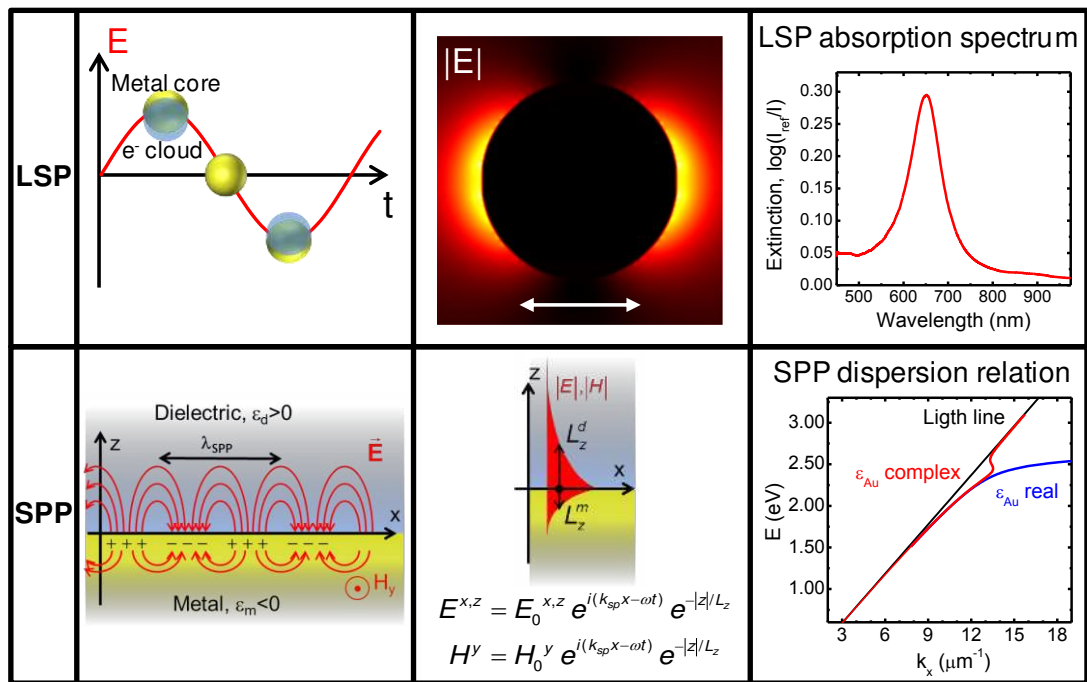 LSP
E
Metal core
e⁻ cloud
t
|E|
LSP absorption spectrum
Extinction, log(I_ref/I)
0.30
0.25
0.20
0.15
0.10
0.05
0.00
500 600 700 800 900
Wavelength (nm)
SPP
Dielectric, ε_d>0
z
λ_SPP
E⃗
x
+++ −−− +++ −−−
H_y
Metal, ε_m<0
z
|E|,|H|
L_z^d
x
L_z^m
E^{x,z} = E_0^{x,z} e^{i(k_{sp}x−ωt)} e^{−|z|/L_z}
H^y = H_0^y e^{i(k_{sp}x−ωt)} e^{−|z|/L_z}
SPP dispersion relation
Ligth line
ε_Au complex
ε_Au real
E (eV)
3.00
2.50
2.00
1.50
1.00
3 6 9 12 15 18
k_x (μm⁻¹)